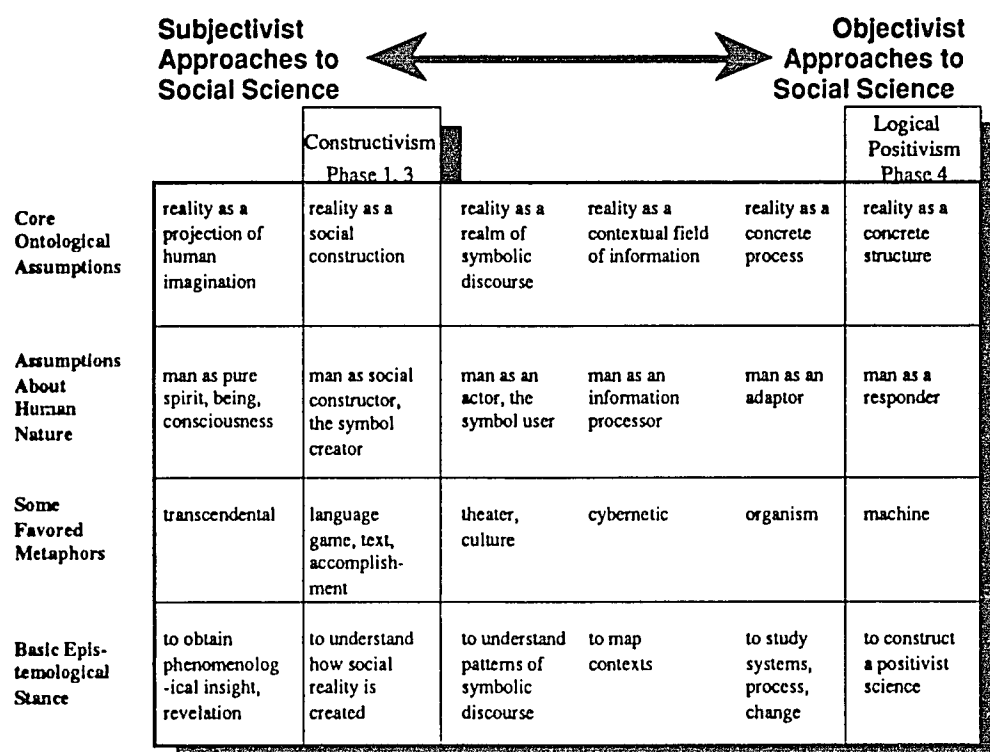 Subjectivist
Approaches to
Social Science
Objectivist
Approaches to
Social Science
Constructivism
Phase 1, 3
Logical
Positivism
Phase 4
Core
Ontological
Assumptions
reality as a
projection of
human
imagination
reality as a
social
construction
reality as a
realm of
symbolic
discourse
reality as a
contextual field
of information
reality as a
concrete
process
reality as a
concrete
structure
Assumptions
About
Human
Nature
man as pure
spirit, being,
consciousness
man as social
constructor,
the symbol
creator
man as an
actor, the
symbol user
man as an
information
processor
man as an
adaptor
man as a
responder
Some
Favored
Metaphors
transcendental
language
game, text,
accomplish-
ment
theater,
culture
cybernetic
organism
machine
Basic Epis-
temological
Stance
to obtain
phenomenolog
-ical insight,
revelation
to understand
how social
reality is
created
to understand
patterns of
symbolic
discourse
to map
contexts
to study
systems,
process,
change
to construct
a positivist
science